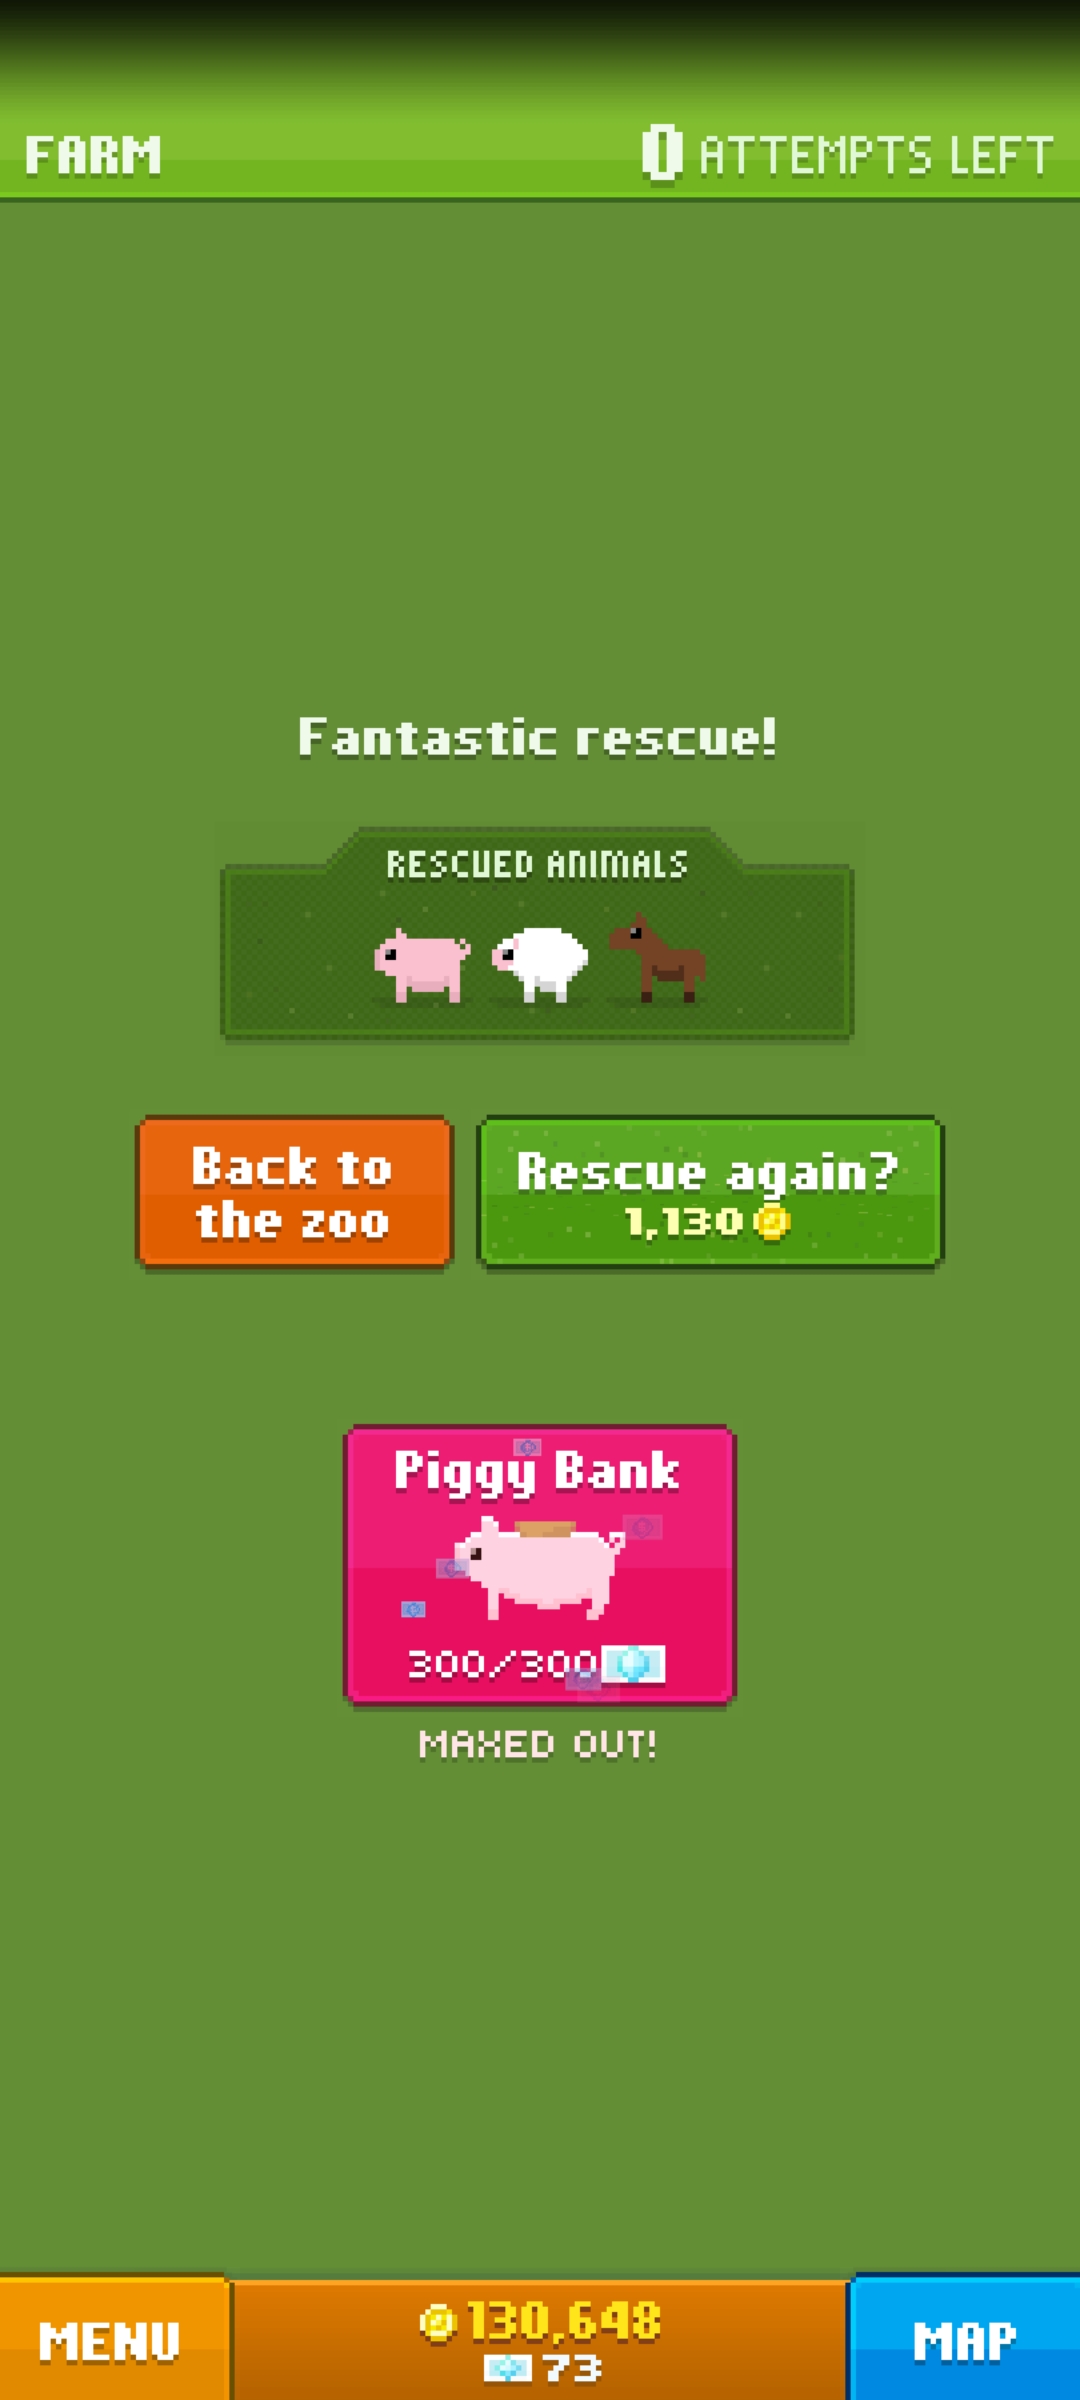 FARM
0 ATTEMPTS LEFT
Fantastic rescue!
RESCUED ANIMALS
Back to
the zoo
Rescue again?
1,130
Piggy Bank
300/300
MAXED OUT!
MENU
130,648
73
MAP